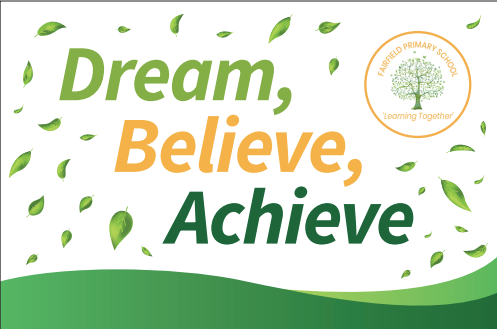 Dream,
Believe,
Achieve
FAIRFIELD PRIMARY SCHOOL
'Learning Together'